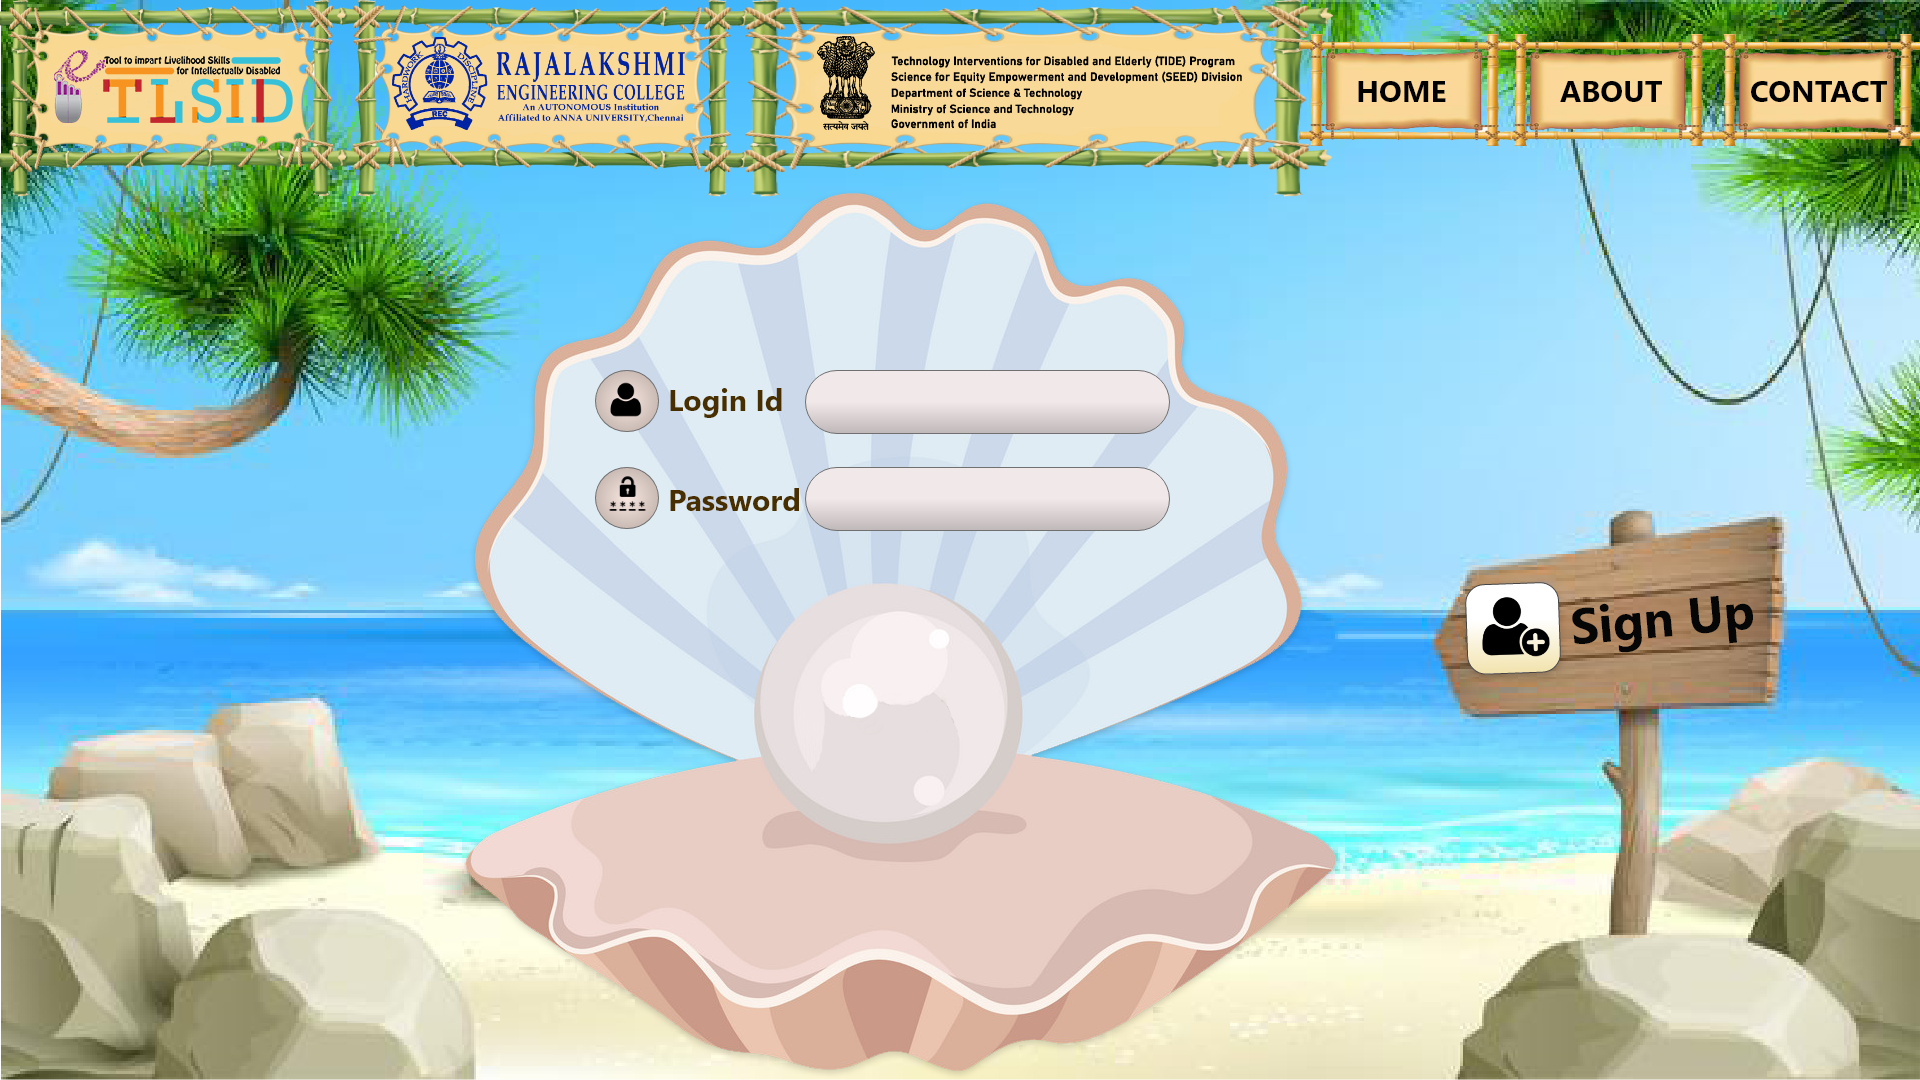 e
Tool to impart Livelihood Skills
for Intellectually Disabled
TLSID
HARDWORK
DISCIPLINE
REC
RAJALAKSHMI
ENGINEERING COLLEGE
An AUTONOMOUS Institution
Affiliated to ANNA UNIVERSITY,Chennai
सत्यमेव जयते
Technology Interventions for Disabled and Elderly (TIDE) Program
Science for Equity Empowerment and Development (SEED) Division
Department of Science & Technology
Ministry of Science and Technology
Government of India
HOME
ABOUT
CONTACT
Login Id
****
Password
Sign Up